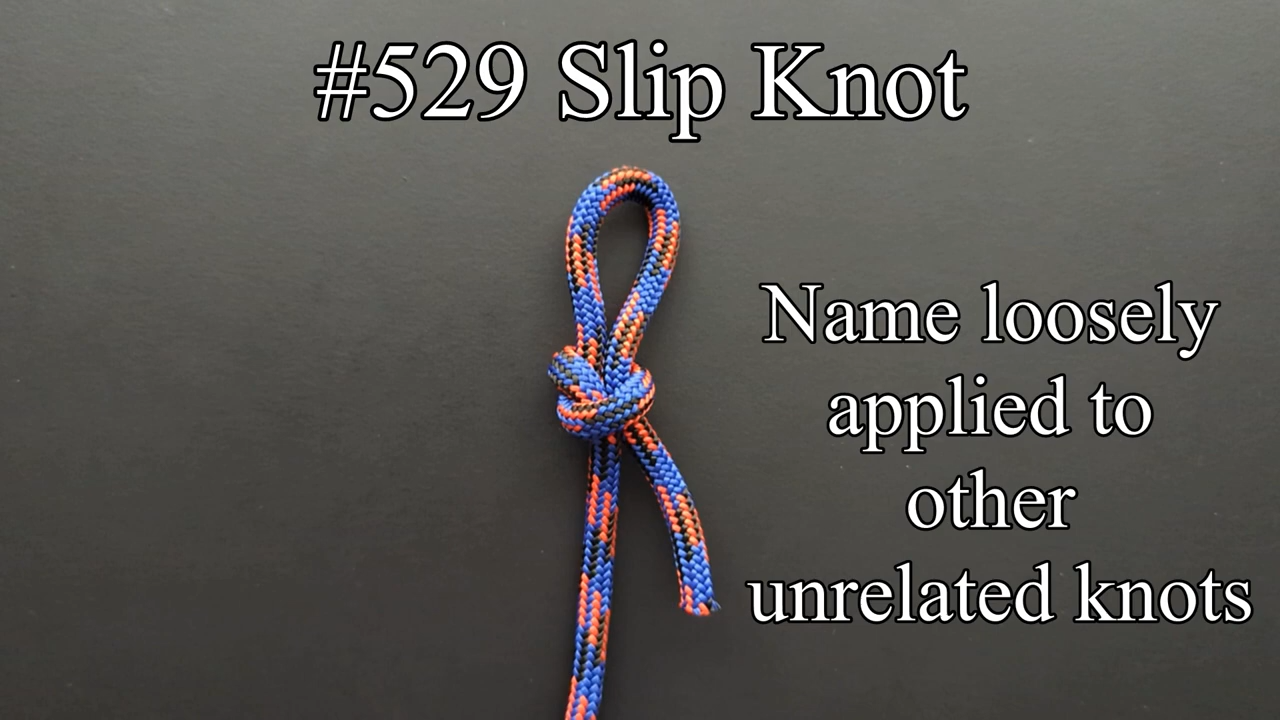 #529 Slip Knot
Name loosely
applied to
other
unrelated knots